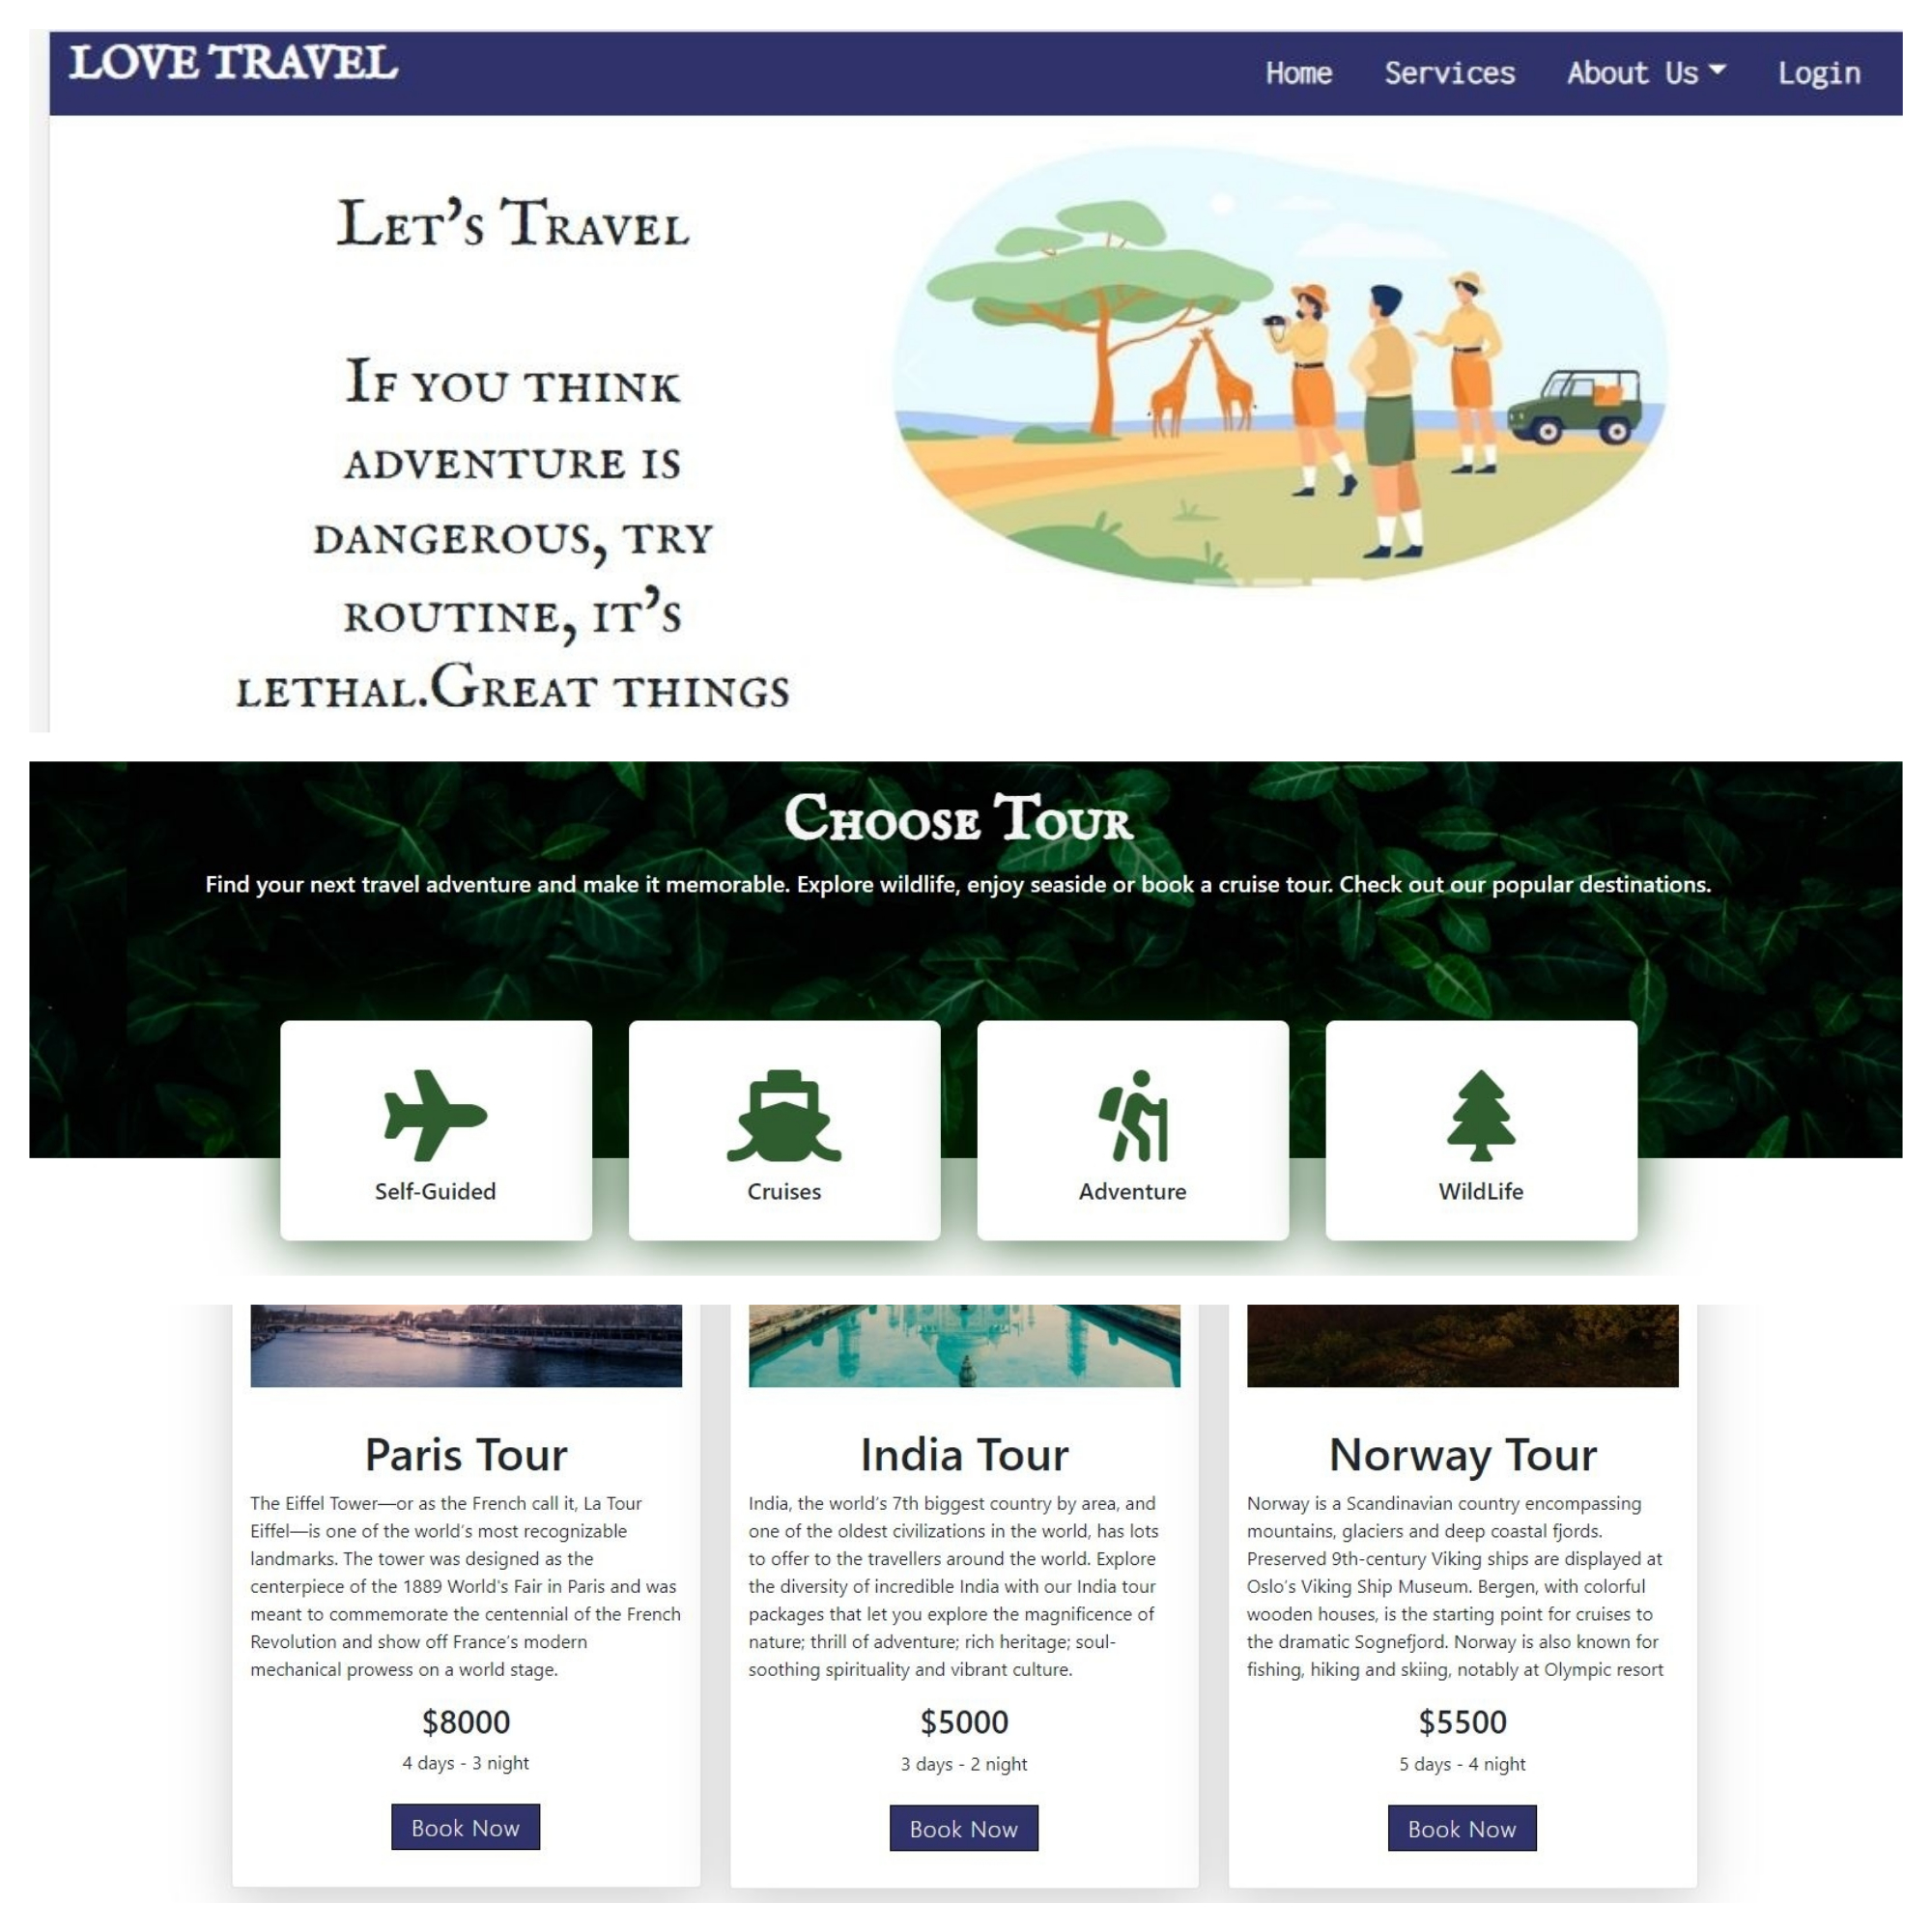 LOVE TRAVEL
Home Services About Us Login
Let's Travel
If you think
adventure is
dangerous, try
routine, it's
lethal.Great things
Choose Tour
Find your next travel adventure and make it memorable. Explore wildlife, enjoy seaside or book a cruise tour. Check out our popular destinations.
Self-Guided
Cruises
Adventure
WildLife
Paris Tour
The Eiffel Tower—or as the French call it, La Tour
Eiffel—is one of the world's most recognizable
landmarks. The tower was designed as the
centerpiece of the 1889 World's Fair in Paris and was
meant to commemorate the centennial of the French
Revolution and show off France's modern
mechanical prowess on a world stage.
$8000
4 days - 3 night
Book Now
India Tour
India, the world's 7th biggest country by area, and
one of the oldest civilizations in the world, has lots
to offer to the travellers around the world. Explore
the diversity of incredible India with our India tour
packages that let you explore the magnificence of
nature; thrill of adventure; rich heritage; soul-
soothing spirituality and vibrant culture.
$5000
3 days - 2 night
Book Now
Norway Tour
Norway is a Scandinavian country encompassing
mountains, glaciers and deep coastal fjords.
Preserved 9th-century Viking ships are displayed at
Oslo's Viking Ship Museum. Bergen, with colorful
wooden houses, is the starting point for cruises to
the dramatic Sognefjord. Norway is also known for
fishing, hiking and skiing, notably at Olympic resort
$5500
5 days - 4 night
Book Now